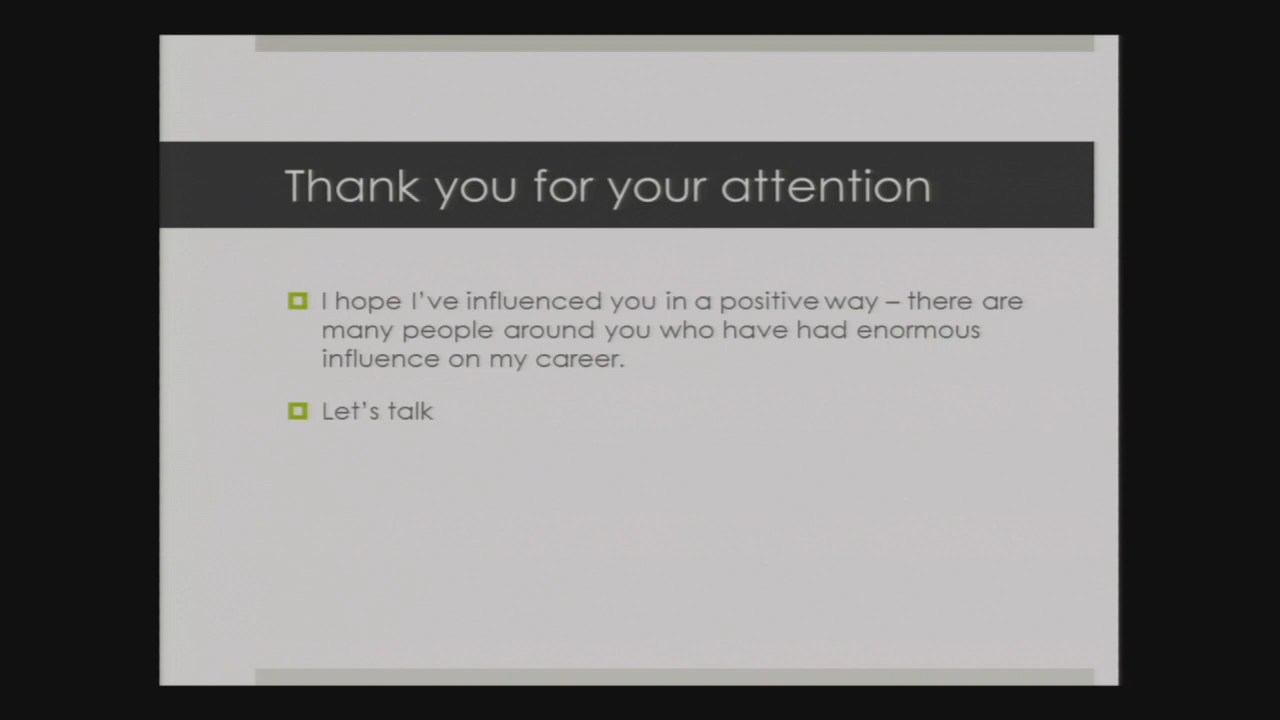 Thank you for your attention
I hope I've influenced you in a positive way – there are
many people around you who have had enormous
influence on my career.
Let's talk